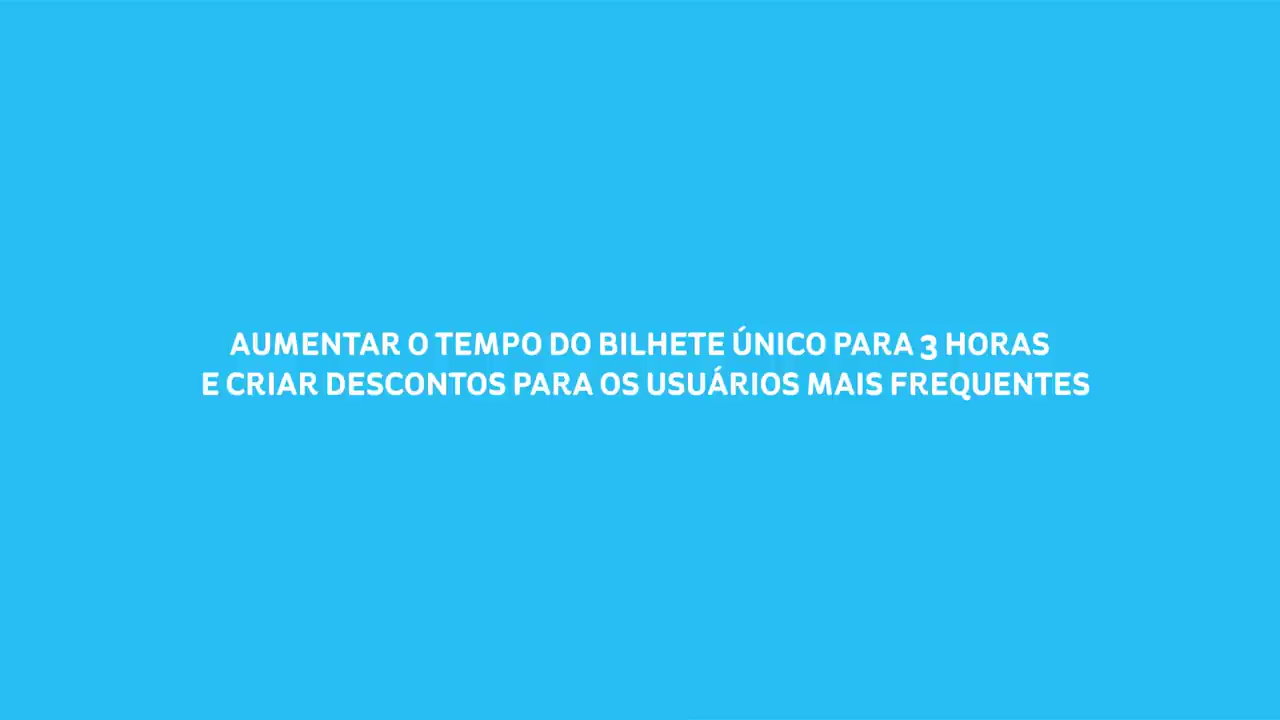 AUMENTAR O TEMPO DO BILHETE ÚNICO PARA 3 HORAS
E CRIAR DESCONTOS PARA OS USUÁRIOS MAIS FREQUENTES